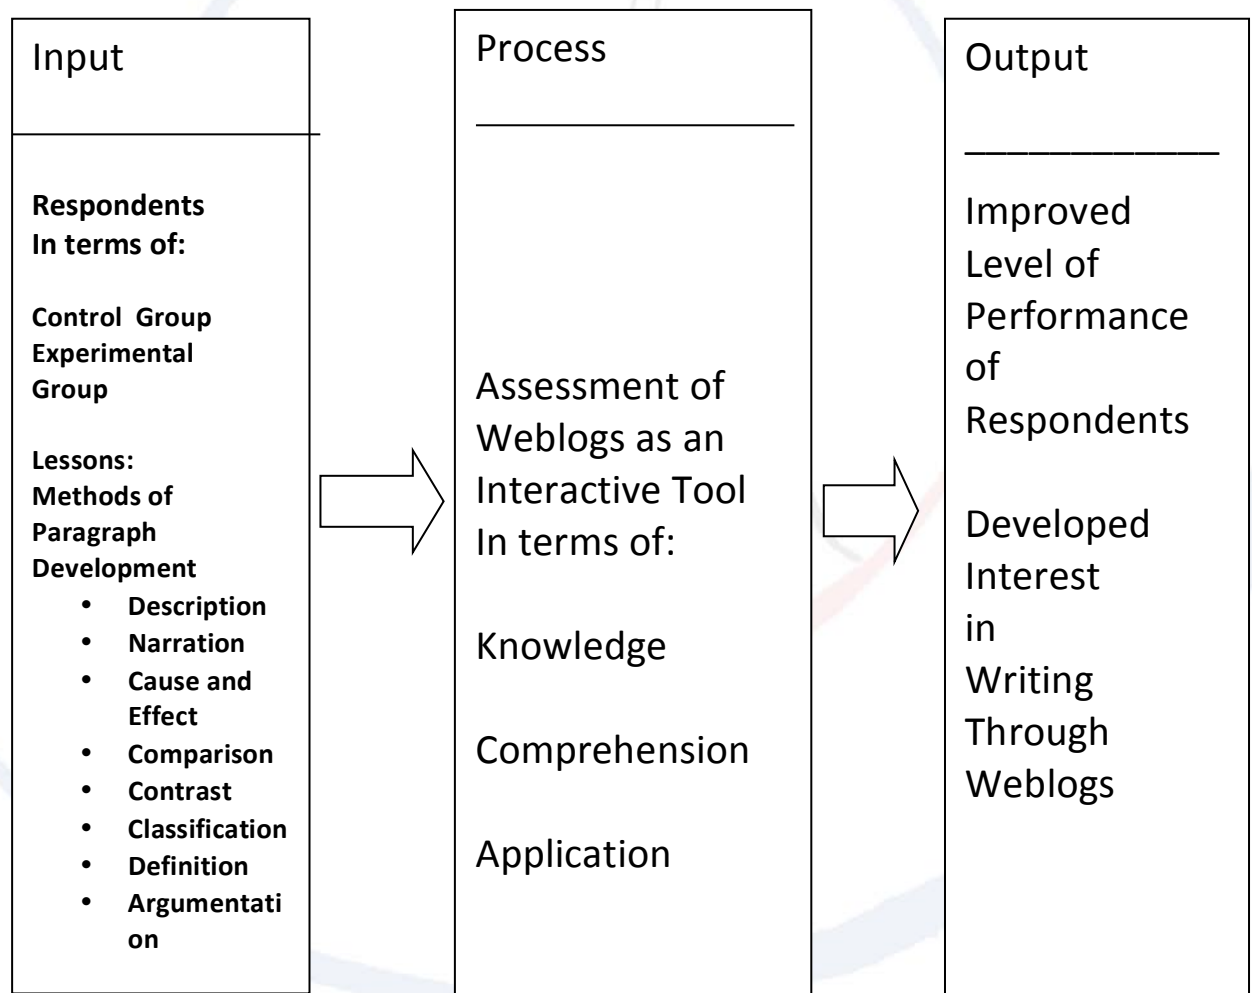 Input
Respondents
In terms of:
Control  Group
Experimental
Group
Lessons:
Methods of
Paragraph
Development
• Description
• Narration
• Cause and
Effect
• Comparison
• Contrast
• Classification
• Definition
• Argumentati
on
Process
Assessment of
Weblogs as an
Interactive Tool
In terms of:
Knowledge
Comprehension
Application
Output
____________
Improved
Level of
Performance
of
Respondents
Developed
Interest
in
Writing
Through
Weblogs